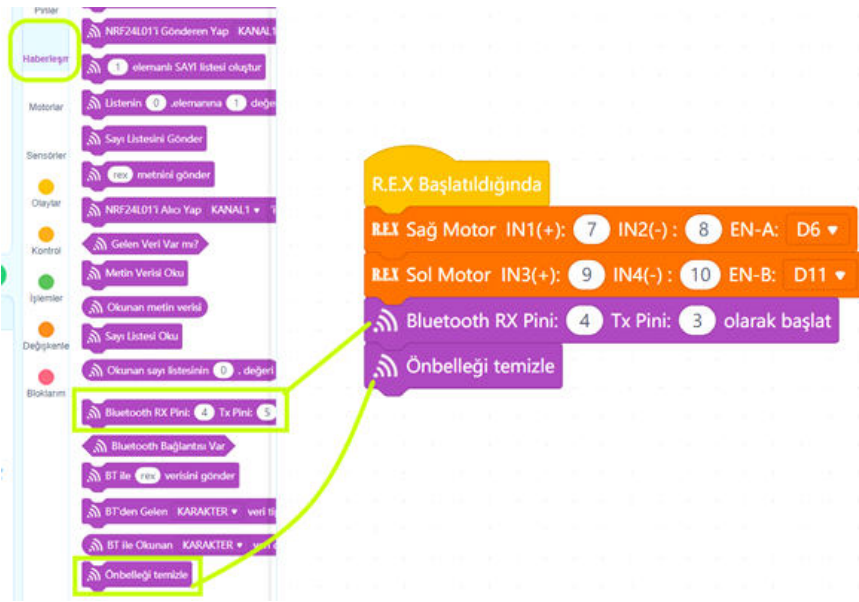 Pinler
Haberleşm
Motorlar
Sensörler
Olaylar
Kontrol
İşlemler
Değişkenle
Bloklarım
NRF24L01'i Gönderen Yap KANAL1
1 elemanlı SAYI listesi oluştur
Listenin 0 .elemanına 1 değe
Sayı Listesini Gönder
rex metnini gönder
NRF24L01'i Alıcı Yap KANAL1
Gelen Veri Var mı?
Metin Verisi Oku
Okunan metin verisi
Sayı Listesi Oku
Okunan sayı listesinin 0 . değeri
Bluetooth RX Pini: 4 Tx Pini: 5
Bluetooth Bağlantısı Var
BT ile rex verisini gönder
BT'den Gelen KARAKTER veri tip
BT ile Okunan KARAKTER
Önbelleği temizle
R.E.X Başlatıldığında
R.E.X Sağ Motor IN1(+): 7 IN2(-) : 8 EN-A: D6
R.E.X Sol Motor IN3(+): 9 IN4(-) : 10 EN-B: D11
Bluetooth RX Pini: 4 Tx Pini: 3 olarak başlat
Önbelleği temizle